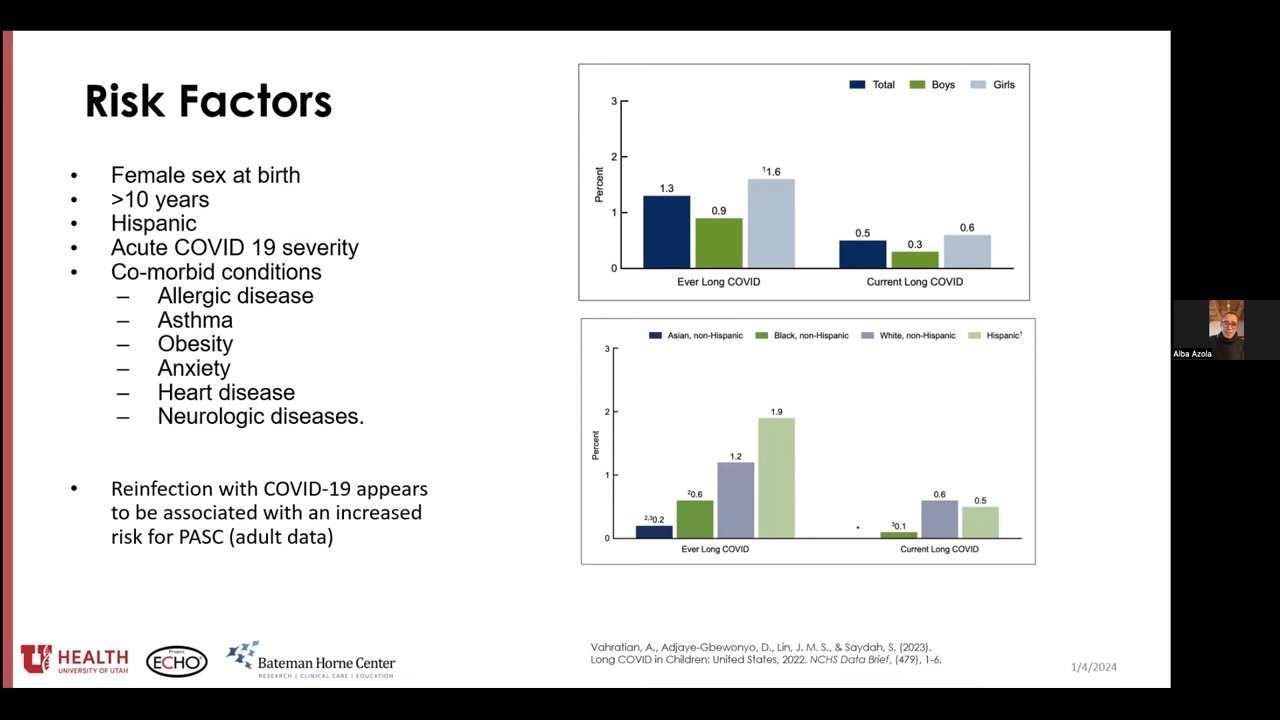 Risk Factors
• Female sex at birth
• >10 years
• Hispanic
• Acute COVID 19 severity
• Co-morbid conditions
– Allergic disease
– Asthma
– Obesity
– Anxiety
– Heart disease
– Neurologic diseases.
• Reinfection with COVID-19 appears
to be associated with an increased
risk for PASC (adult data)
Total Boys Girls
Percent
3
2
1
0
1.3
0.9
¹1.6
0.5
0.3
0.6
Ever Long COVID
Current Long COVID
Asian, non-Hispanic Black, non-Hispanic White, non-Hispanic Hispanic¹
Percent
3
2
1
0
²,³0.2
²0.6
1.2
1.9
*
³0.1
0.6
0.5
Ever Long COVID
Current Long COVID
Alba Azola
U HEALTH
UNIVERSITY OF UTAH
Project
ECHO
Bateman Horne Center
RESEARCH | CLINICAL CARE | EDUCATION
Vahratian, A., Adjaye-Gbewonyo, D., Lin, J. M. S., & Saydah, S. (2023).
Long COVID in Children: United States, 2022. NCHS Data Brief, (479), 1-6.
1/4/2024